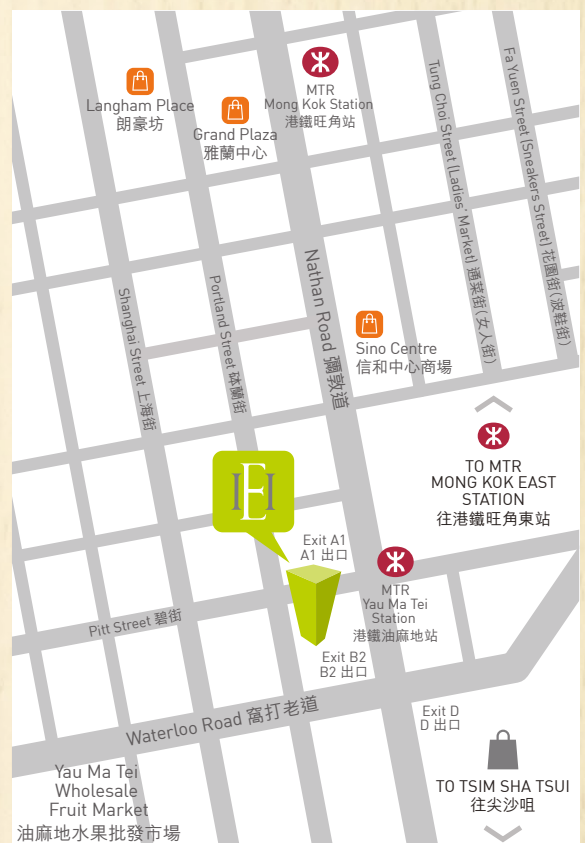 MTR
Mong Kok Station
港鐵旺角站
Langham Place
朗豪坊
Grand Plaza
雅蘭中心
Tung Choi Street (Ladies' Market) 通菜街(女人街)
Fa Yuen Street (Sneakers Street) 花園街(波鞋街)
Shanghai Street 上海街
Portland Street 砵蘭街
Nathan Road 彌敦道
Sino Centre
信和中心商場
TO MTR
MONG KOK EAST
STATION
往港鐵旺角東站
IEI
Exit A1
A1 出口
MTR
Yau Ma Tei
Station
港鐵油麻地站
Pitt Street 碧街
Exit B2
B2 出口
Waterloo Road 窩打老道
Exit D
D 出口
Yau Ma Tei
Wholesale
Fruit Market
油麻地水果批發市場
TO TSIM SHA TSUI
往尖沙咀